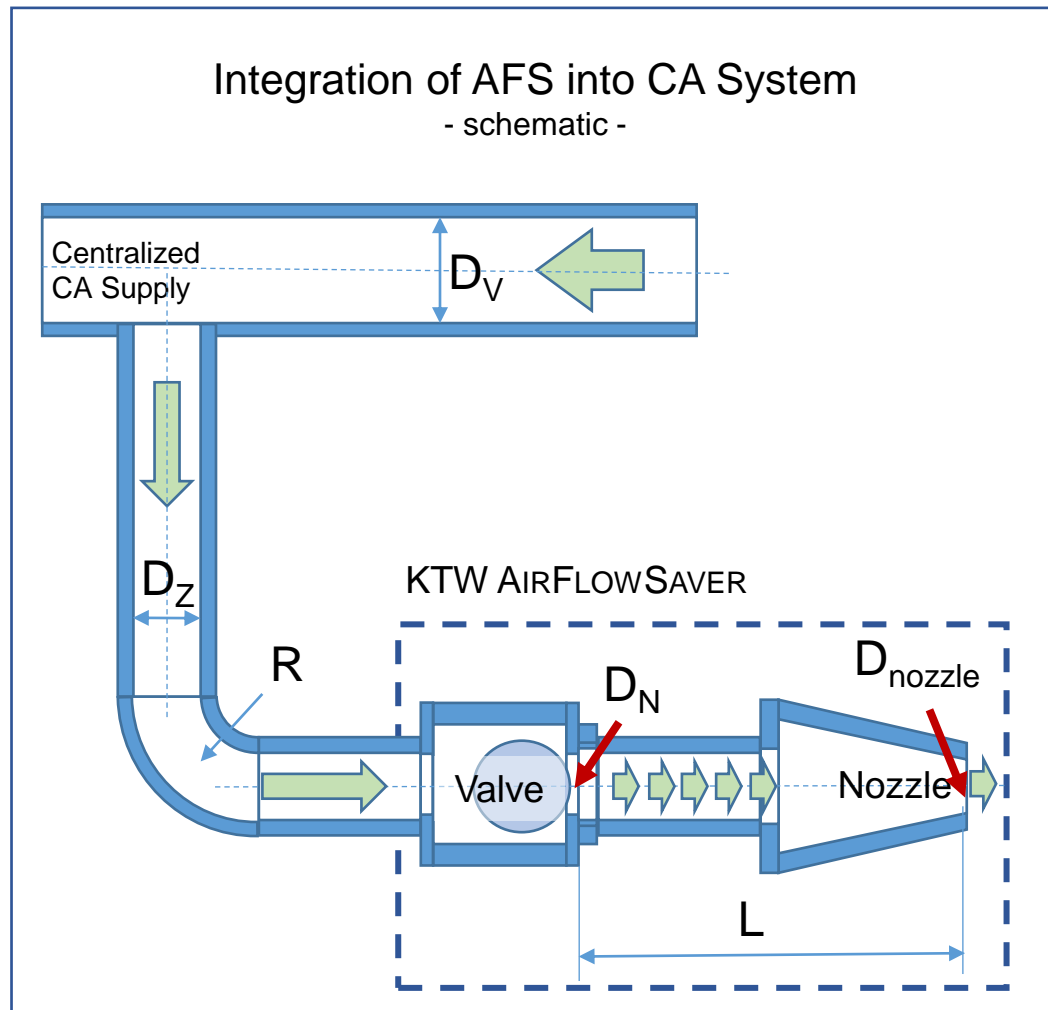 Integration of AFS into CA System
- schematic -
Centralized
CA Supply
DV
DZ
R
KTW AIRFLOWSAVER
DN
Dnozzle
Valve
Nozzle
L